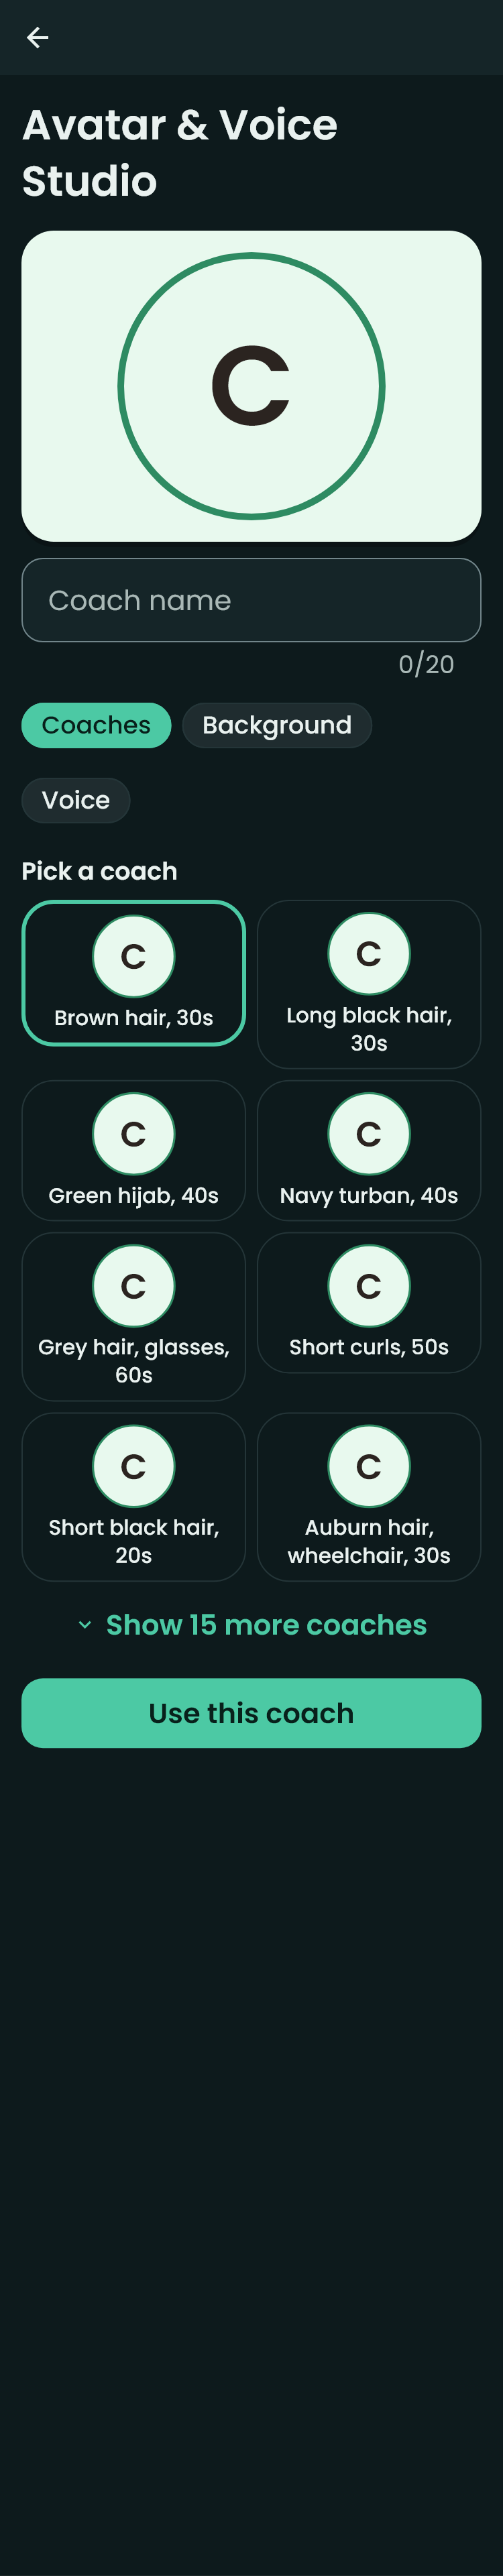 Avatar & Voice
Studio
C
Coach name
0/20
Coaches
Background
Voice
Pick a coach
C
Brown hair, 30s
C
Long black hair,
30s
C
Green hijab, 40s
C
Navy turban, 40s
C
Grey hair, glasses,
60s
C
Short curls, 50s
C
Short black hair,
20s
C
Auburn hair,
wheelchair, 30s
Show 15 more coaches
Use this coach